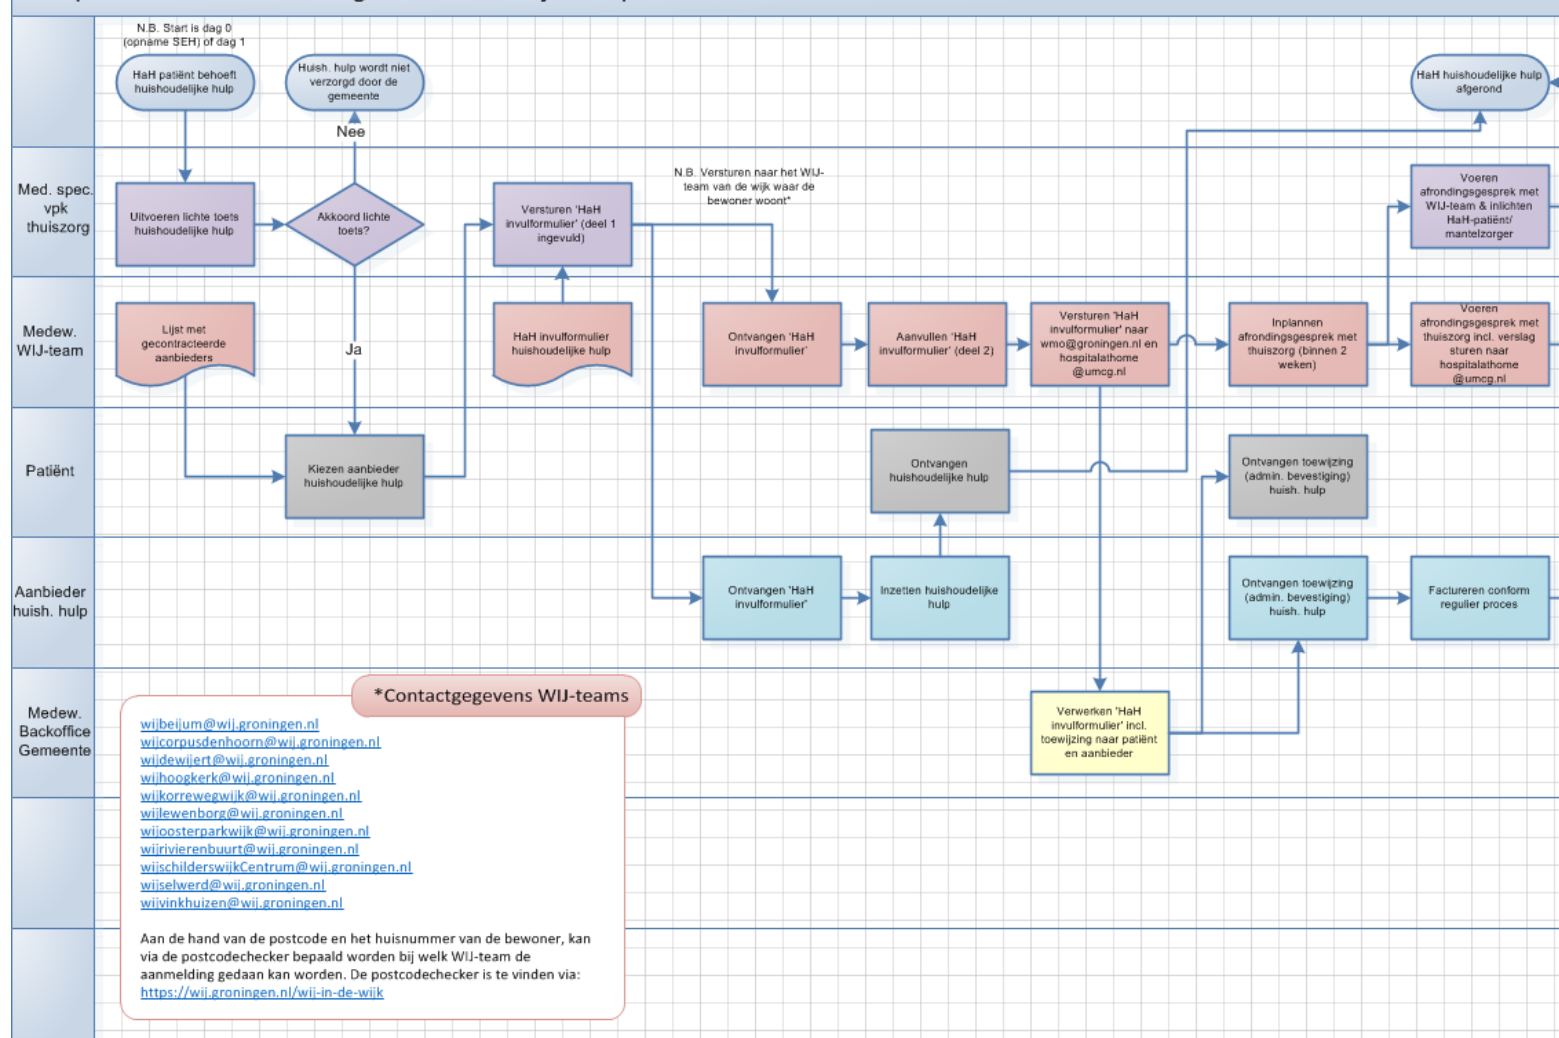 N.B. Start is dag 0
(opname SEH) of dag 1
HaH patiënt behoeft
huishoudelijke hulp
Huish. hulp wordt niet
verzorgd door de
gemeente
HaH huishoudelijke hulp
afgerond
Nee
Med. spec.
vpk
thuiszorg
Uitvoeren lichte toets
huishoudelijke hulp
Akkoord lichte
toets?
Versturen 'HaH
invulformulier' (deel 1
ingevuld)
N.B. Versturen naar het WIJ-
team van de wijk waar de
bewoner woont*
Voeren
afrondingsgesprek met
WIJ-team & inlichten
HaH-patiënt/
mantelzorger
Medew.
WIJ-team
Lijst met
gecontracteerde
aanbieders
Ja
HaH invulformulier
huishoudelijke hulp
Ontvangen 'HaH
invulformulier'
Aanvullen 'HaH
invulformulier' (deel 2)
Versturen 'HaH
invulformulier' naar
wmo@groningen.nl en
hospitalathome
@umcg.nl
Inplannen
afrondingsgesprek met
thuiszorg (binnen 2
weken)
Voeren
afrondingsgesprek met
thuiszorg incl. verslag
sturen naar
hospitalathome
@umcg.nl
Patiënt
Kiezen aanbieder
huishoudelijke hulp
Ontvangen
huishoudelijke hulp
Ontvangen toewijzing
(admin. bevestiging)
huish. hulp
Aanbieder
huish. hulp
Ontvangen 'HaH
invulformulier'
Inzetten huishoudelijke
hulp
Ontvangen toewijzing
(admin. bevestiging)
huish. hulp
Factureren conform
regulier proces
Medew.
Backoffice
Gemeente
Verwerken 'HaH
invulformulier' incl.
toewijzing naar patiënt
en aanbieder
*Contactgegevens WIJ-teams
wijbeijum@wij.groningen.nl
wijcorpusdenhoorn@wij.groningen.nl
wijdewijert@wij.groningen.nl
wijhoogkerk@wij.groningen.nl
wijkorrewegwijk@wij.groningen.nl
wijlewenborg@wij.groningen.nl
wijoosterparkwijk@wij.groningen.nl
wijrivierenbuurt@wij.groningen.nl
wijschilderswijkCentrum@wij.groningen.nl
wijselwerd@wij.groningen.nl
wijvinkhuizen@wij.groningen.nl
Aan de hand van de postcode en het huisnummer van de bewoner, kan
via de postcodechecker bepaald worden bij welk WIJ-team de
aanmelding gedaan kan worden. De postcodechecker is te vinden via:
https://wij.groningen.nl/wij-in-de-wijk